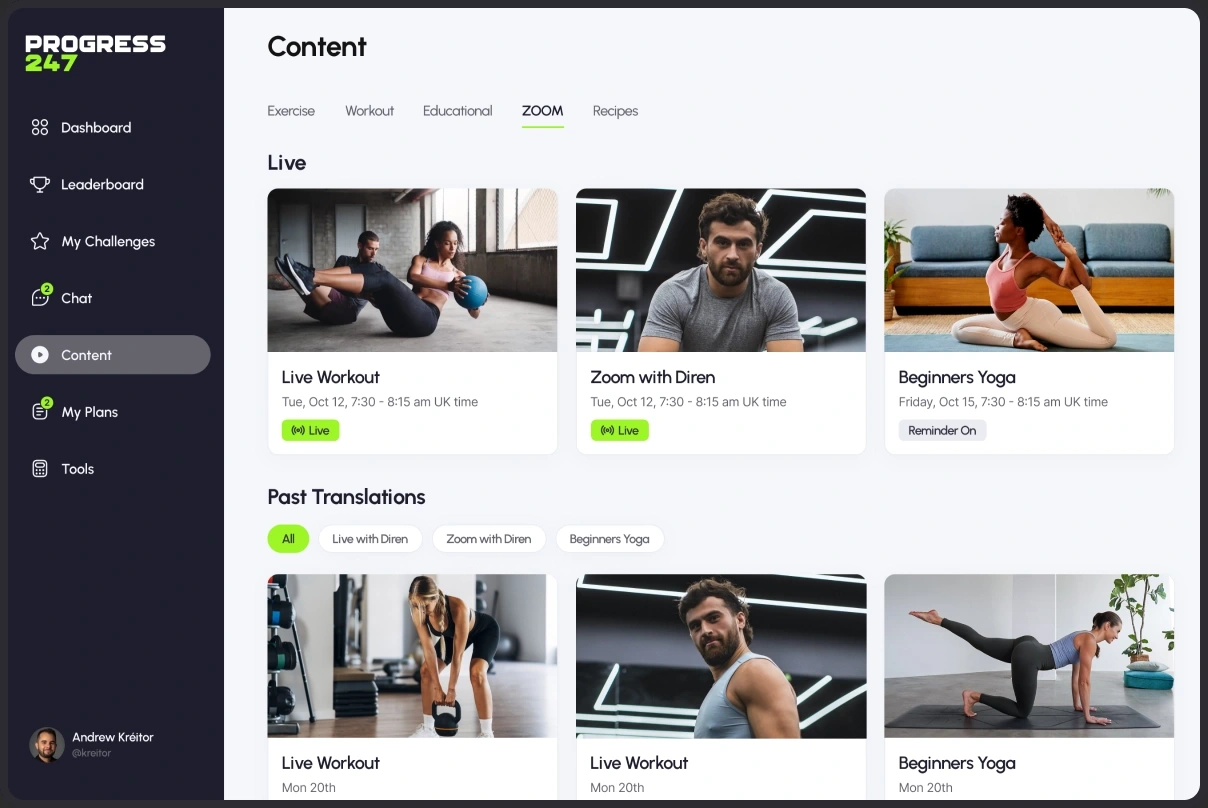 PROGRESS
247
Dashboard
Leaderboard
My Challenges
2
Chat
Content
2
My Plans
Tools
Andrew Kréitor
@kreitor
Content
Exercise Workout Educational ZOOM Recipes
Live
Live Workout
Tue, Oct 12, 7:30 - 8:15 am UK time
Live
Zoom with Diren
Tue, Oct 12, 7:30 - 8:15 am UK time
Live
Beginners Yoga
Friday, Oct 15, 7:30 - 8:15 am UK time
Reminder On
Past Translations
All Live with Diren Zoom with Diren Beginners Yoga
Live Workout
Mon 20th
Live Workout
Mon 20th
Beginners Yoga
Mon 20th